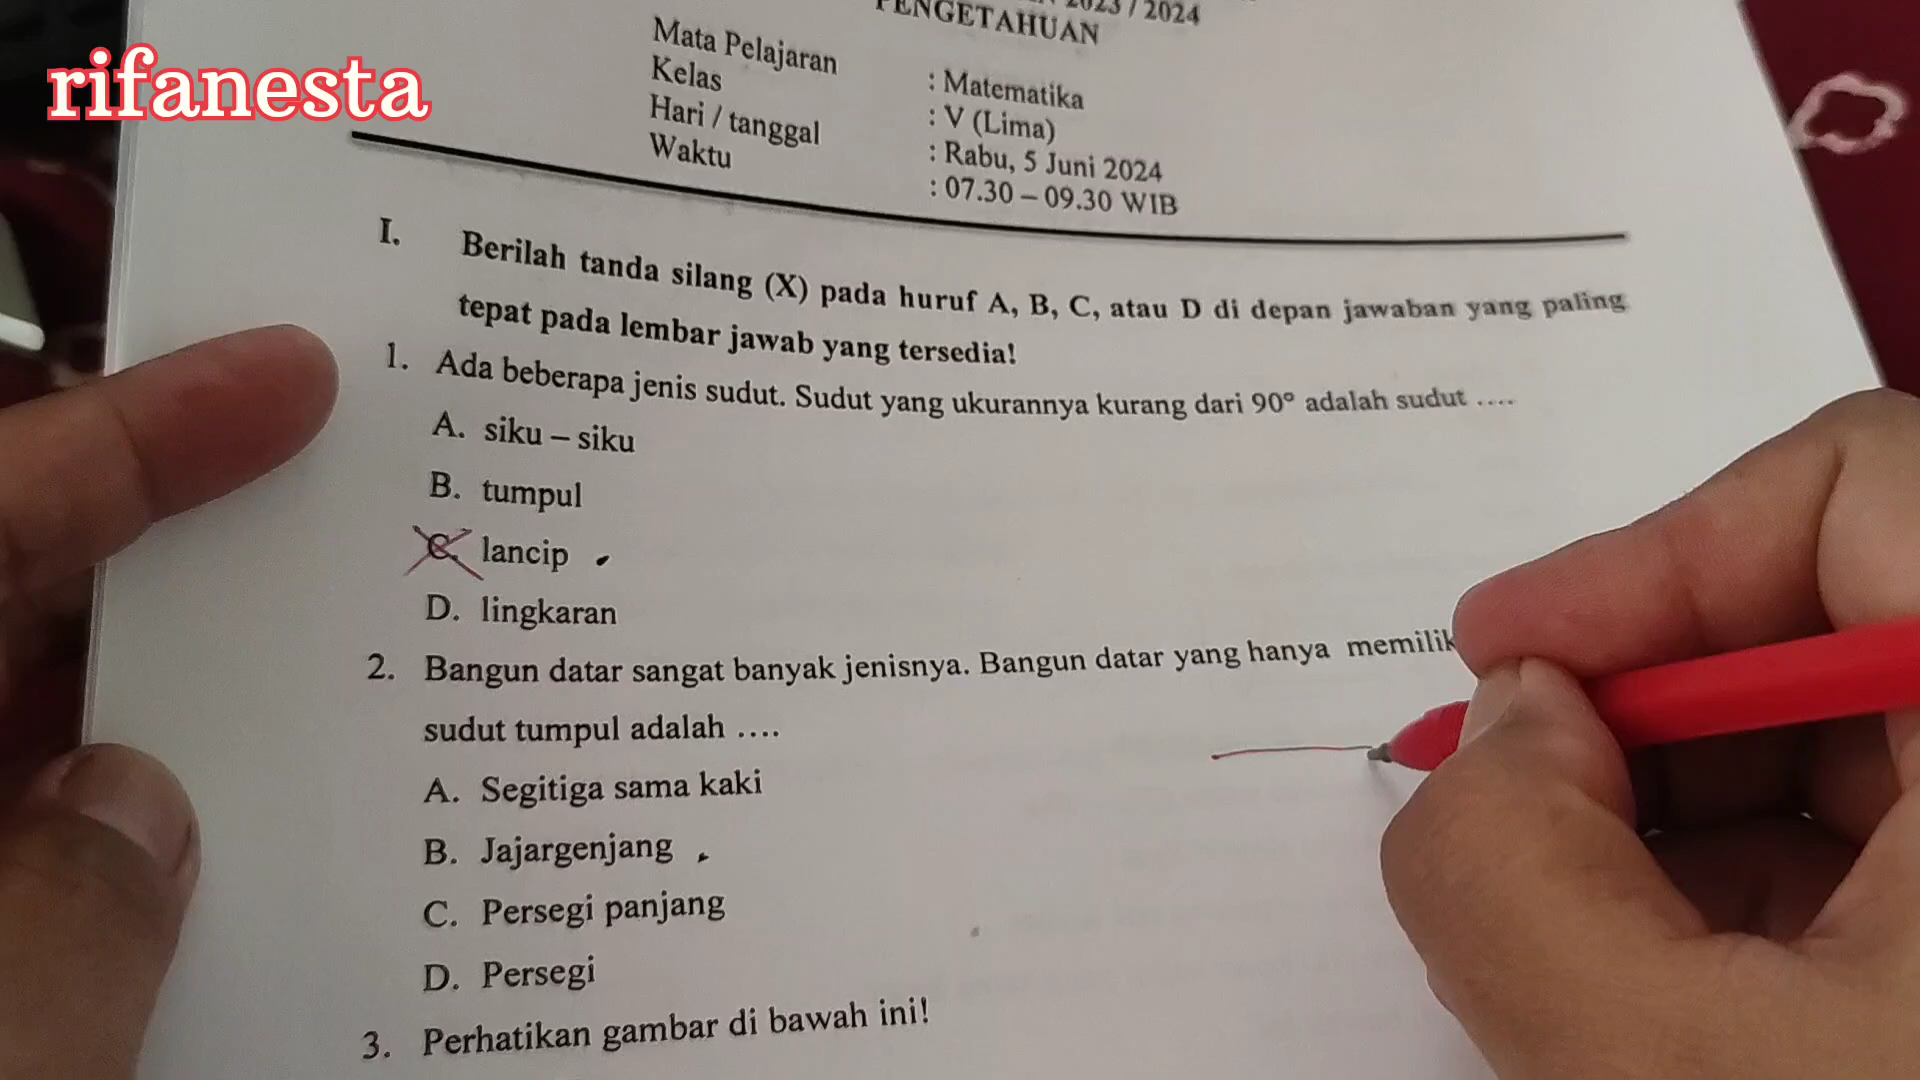 rifanesta
2023 / 2024
PENGETAHUAN
Mata Pelajaran : Matematika
Kelas : V (Lima)
Hari / tanggal : Rabu, 5 Juni 2024
Waktu : 07.30 – 09.30 WIB
I. Berilah tanda silang (X) pada huruf A, B, C, atau D di depan jawaban yang paling
tepat pada lembar jawab yang tersedia!
1. Ada beberapa jenis sudut. Sudut yang ukurannya kurang dari 90° adalah sudut ....
A. siku – siku
B. tumpul
C. lancip
D. lingkaran
2. Bangun datar sangat banyak jenisnya. Bangun datar yang hanya
sudut tumpul adalah ....
A. Segitiga sama kaki
B. Jajargenjang
C. Persegi panjang
D. Persegi
3. Perhatikan gambar di bawah ini!